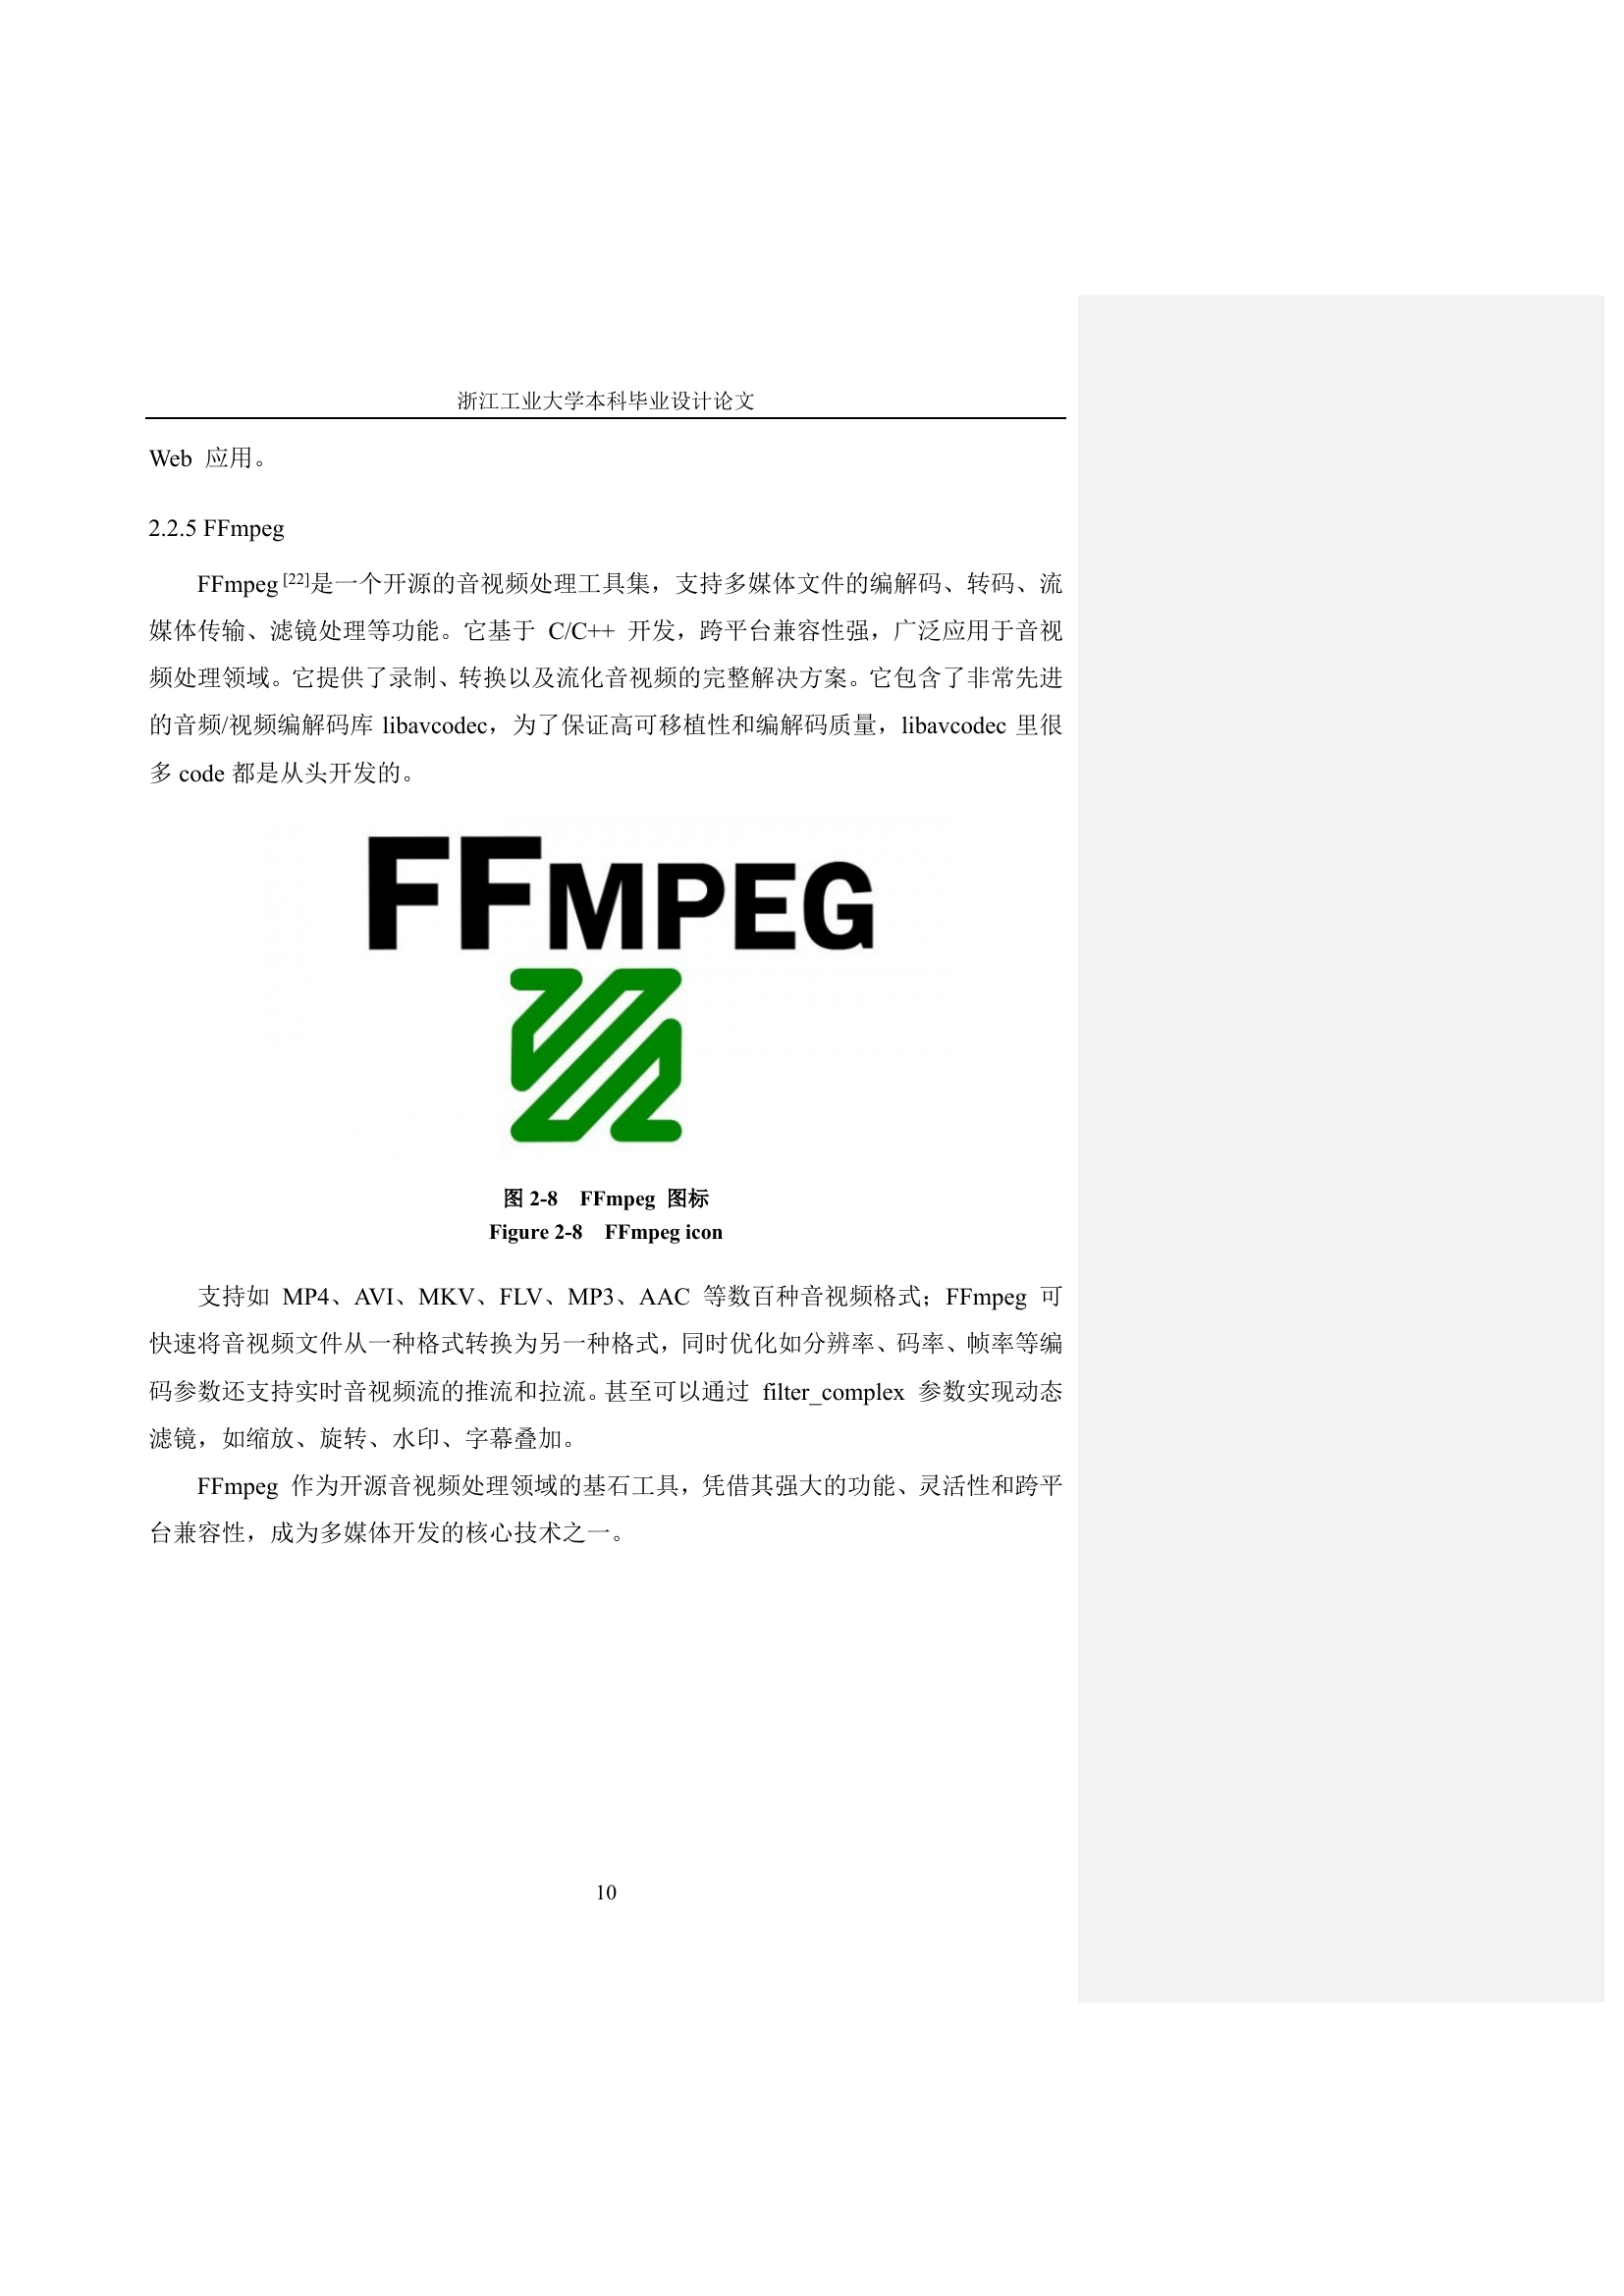 浙江工业大学本科毕业设计论文
Web 应用。
2.2.5 FFmpeg
FFmpeg [22]是一个开源的音视频处理工具集，支持多媒体文件的编解码、转码、流
媒体传输、滤镜处理等功能。它基于 C/C++ 开发，跨平台兼容性强，广泛应用于音视
频处理领域。它提供了录制、转换以及流化音视频的完整解决方案。它包含了非常先进
的音频/视频编解码库 libavcodec，为了保证高可移植性和编解码质量，libavcodec 里很
多 code 都是从头开发的。
FFMPEG
图 2-8 FFmpeg 图标
Figure 2-8 FFmpeg icon
支持如 MP4、AVI、MKV、FLV、MP3、AAC 等数百种音视频格式；FFmpeg 可
快速将音视频文件从一种格式转换为另一种格式，同时优化如分辨率、码率、帧率等编
码参数还支持实时音视频流的推流和拉流。甚至可以通过 filter_complex 参数实现动态
滤镜，如缩放、旋转、水印、字幕叠加。
FFmpeg 作为开源音视频处理领域的基石工具，凭借其强大的功能、灵活性和跨平
台兼容性，成为多媒体开发的核心技术之一。
10